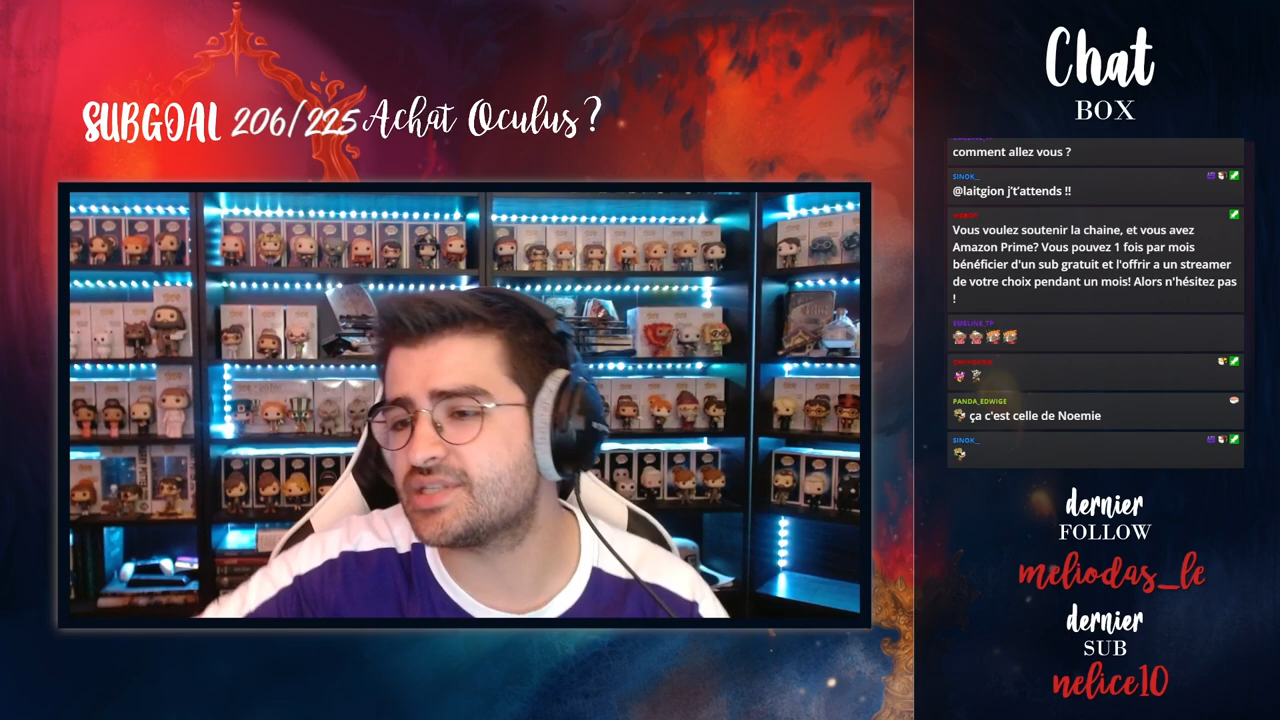 SUBGOAL 206/225 Achat Oculus ?
Chat
BOX
comment allez vous ?
SINOK_
@laitgion j't'attends !!
Vous voulez soutenir la chaine, et vous avez
Amazon Prime? Vous pouvez 1 fois par mois
bénéficier d'un sub gratuit et l'offrir a un streamer
de votre choix pendant un mois! Alors n'hésitez pas
!
EMELINE_TP
PANDA_EDWIGE
ça c'est celle de Noemie
SINOK_
dernier
FOLLOW
meliodas_le
dernier
SUB
nelice10